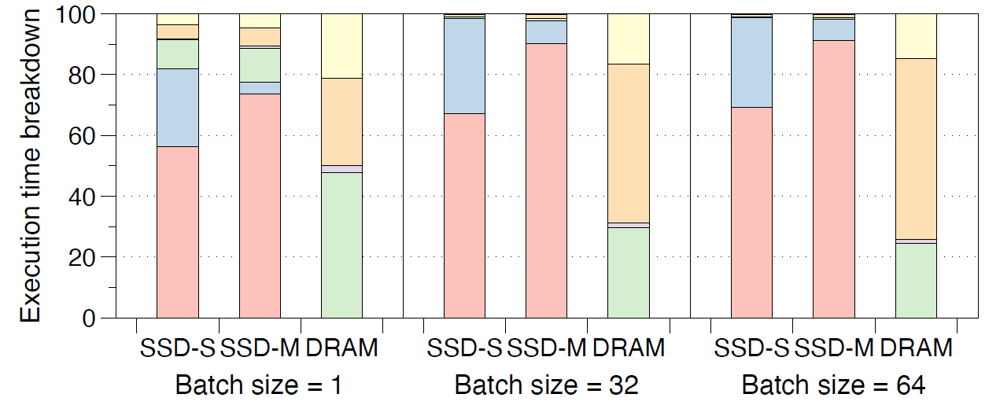 Execution time breakdown
100
80
60
40
20
0
SSD-S SSD-M DRAM SSD-S SSD-M DRAM SSD-S SSD-M DRAM
Batch size = 1 Batch size = 32 Batch size = 64